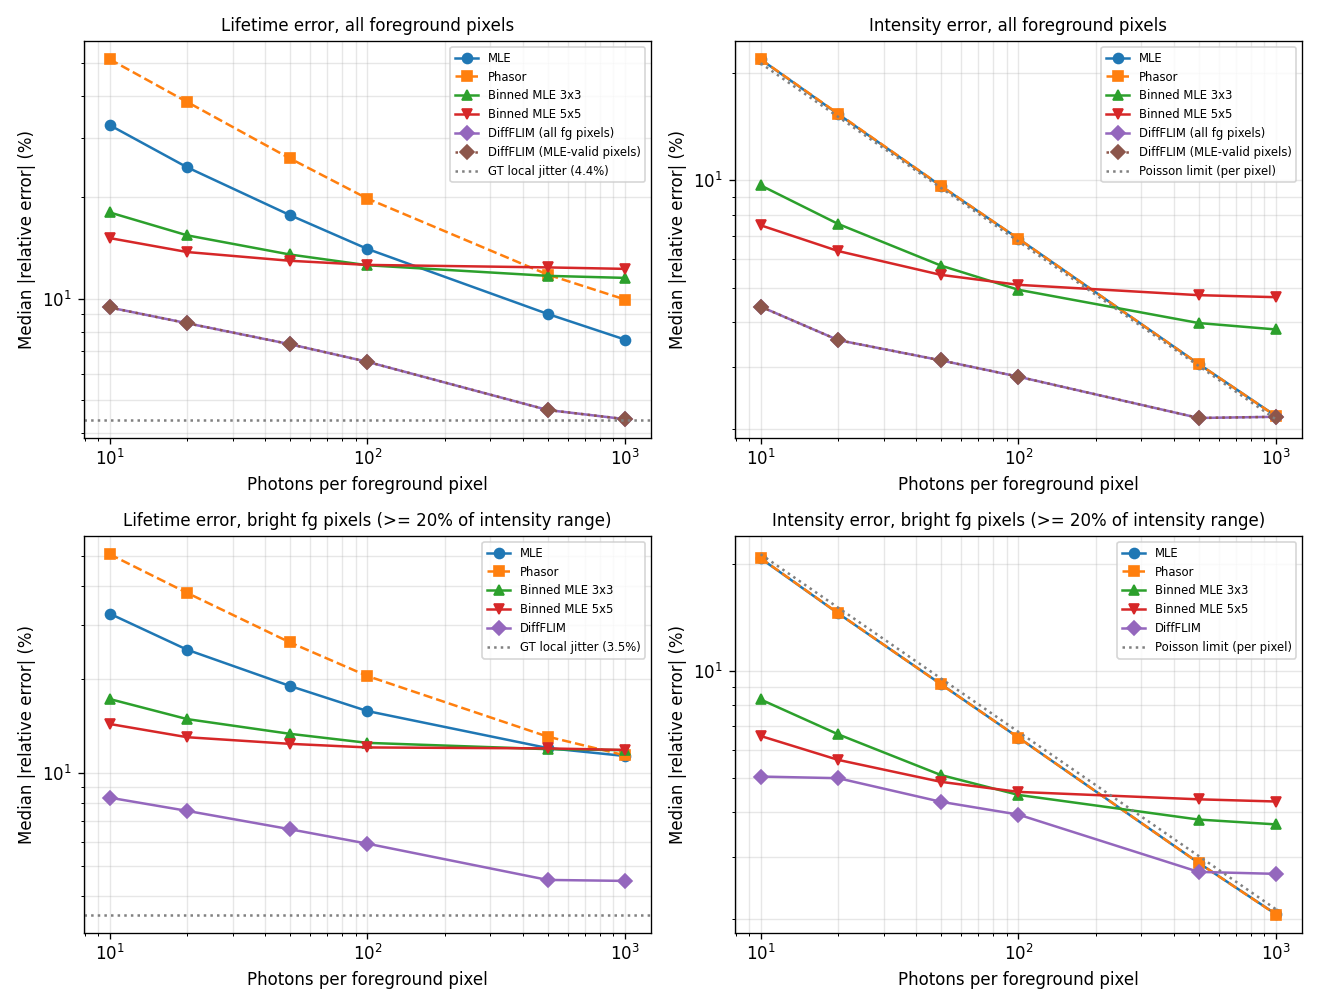 Lifetime error, all foreground pixels
Median |relative error| (%)
10¹
MLE
Phasor
Binned MLE 3x3
Binned MLE 5x5
DiffFLIM (all fg pixels)
DiffFLIM (MLE-valid pixels)
GT local jitter (4.4%)
10¹ 10² 10³
Photons per foreground pixel
Intensity error, all foreground pixels
Median |relative error| (%)
10¹
MLE
Phasor
Binned MLE 3x3
Binned MLE 5x5
DiffFLIM (all fg pixels)
DiffFLIM (MLE-valid pixels)
Poisson limit (per pixel)
10¹ 10² 10³
Photons per foreground pixel
Lifetime error, bright fg pixels (>= 20% of intensity range)
Median |relative error| (%)
10¹
MLE
Phasor
Binned MLE 3x3
Binned MLE 5x5
DiffFLIM
GT local jitter (3.5%)
10¹ 10² 10³
Photons per foreground pixel
Intensity error, bright fg pixels (>= 20% of intensity range)
Median |relative error| (%)
10¹
MLE
Phasor
Binned MLE 3x3
Binned MLE 5x5
DiffFLIM
Poisson limit (per pixel)
10¹ 10² 10³
Photons per foreground pixel